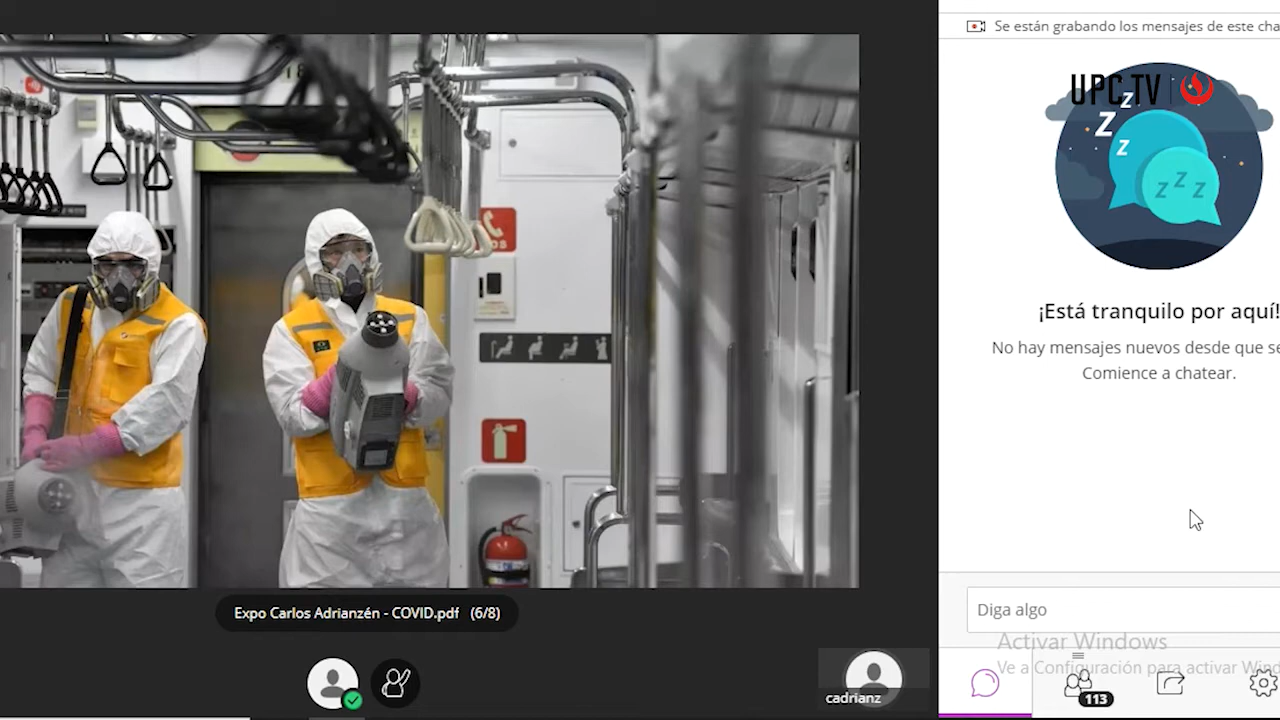 Se están grabando los mensajes de este cha
UPC TV
Z
Z
Z
Z Z Z
SOS
¡Está tranquilo por aquí!
No hay mensajes nuevos desde que se
Comience a chatear.
Expo Carlos Adrianzén - COVID.pdf (6/8)
Diga algo
Activar Windows
Ve a Configuración para activar Wind
cadrianz
113